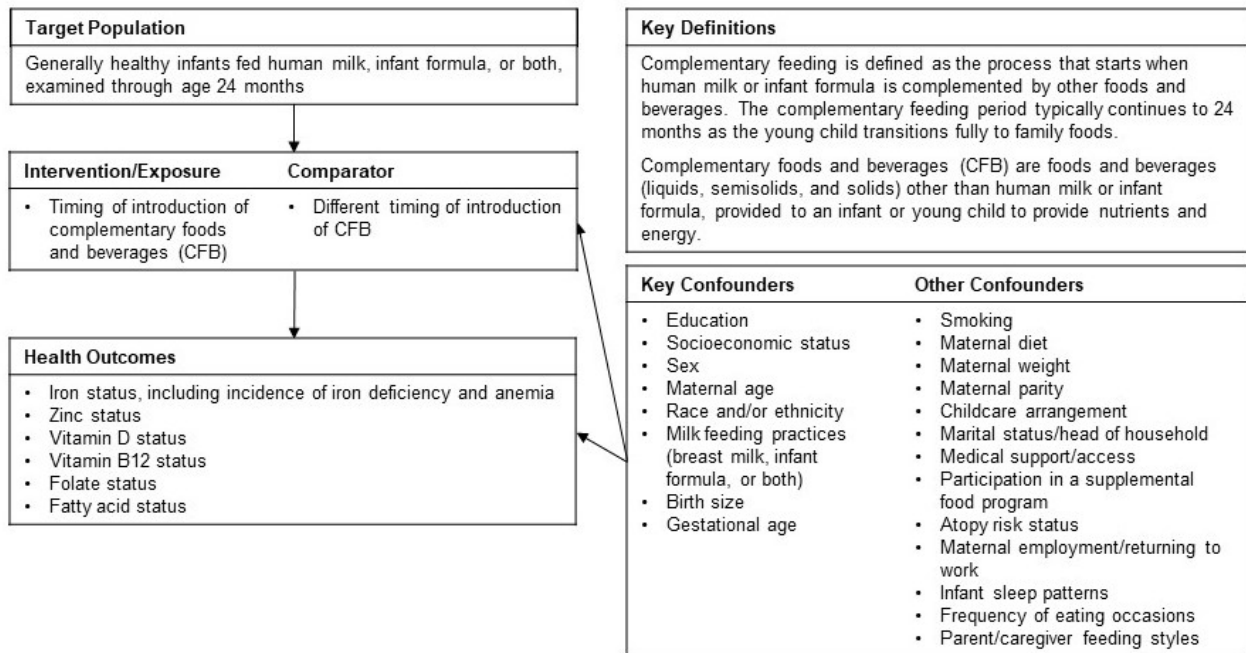 Target Population
Generally healthy infants fed human milk, infant formula, or both,
examined through age 24 months
Intervention/Exposure
• Timing of introduction of
complementary foods
and beverages (CFB)
Comparator
• Different timing of introduction
of CFB
Health Outcomes
• Iron status, including incidence of iron deficiency and anemia
• Zinc status
• Vitamin D status
• Vitamin B12 status
• Folate status
• Fatty acid status
Key Definitions
Complementary feeding is defined as the process that starts when
human milk or infant formula is complemented by other foods and
beverages. The complementary feeding period typically continues to 24
months as the young child transitions fully to family foods.
Complementary foods and beverages (CFB) are foods and beverages
(liquids, semisolids, and solids) other than human milk or infant
formula, provided to an infant or young child to provide nutrients and
energy.
Key Confounders
• Education
• Socioeconomic status
• Sex
• Maternal age
• Race and/or ethnicity
• Milk feeding practices
(breast milk, infant
formula, or both)
• Birth size
• Gestational age
Other Confounders
• Smoking
• Maternal diet
• Maternal weight
• Maternal parity
• Childcare arrangement
• Marital status/head of household
• Medical support/access
• Participation in a supplemental
food program
• Atopy risk status
• Maternal employment/returning to
work
• Infant sleep patterns
• Frequency of eating occasions
• Parent/caregiver feeding styles